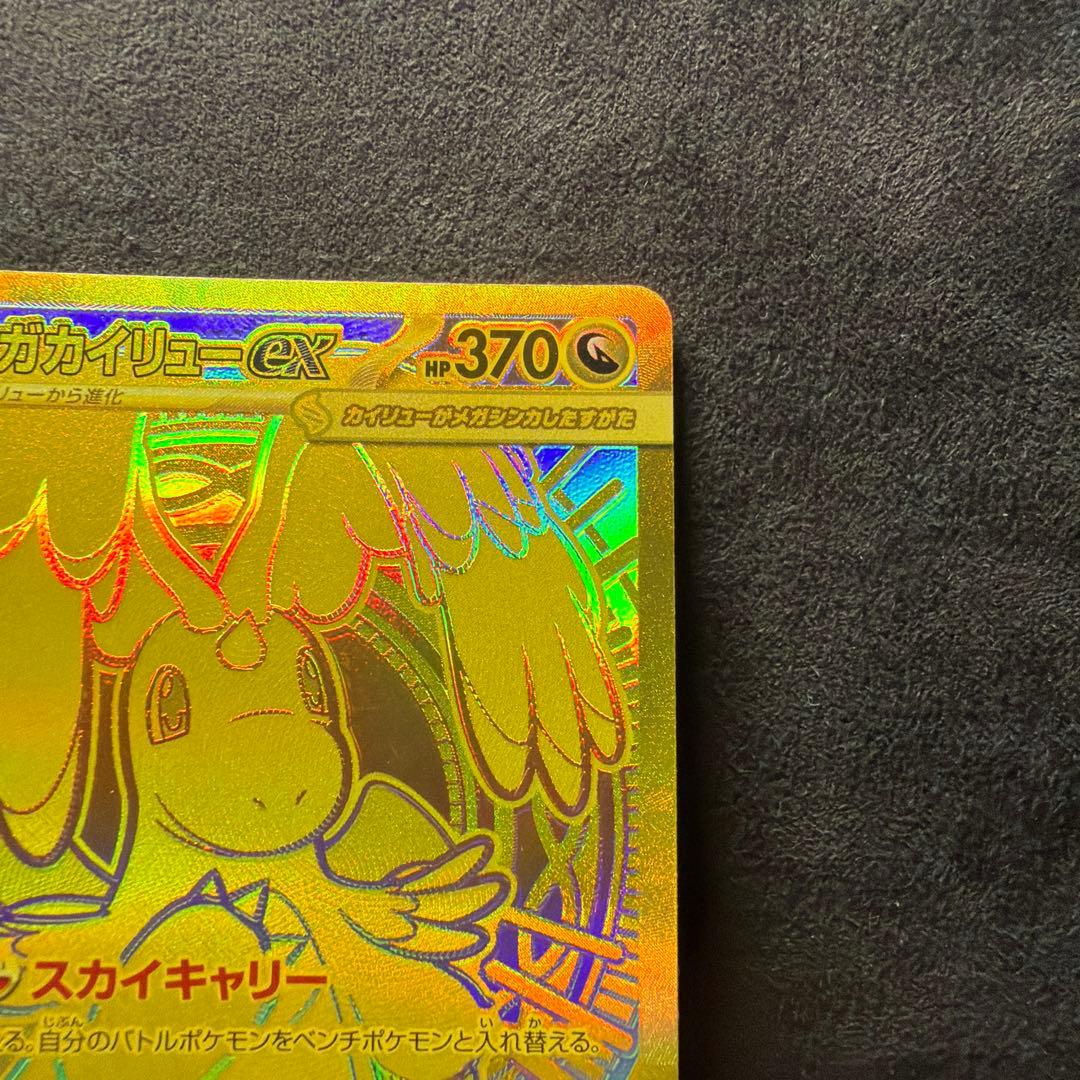 ガカイリューex HP370
リューから進化
カイリューがメガシンカしたすがた
スカイキャリー
る。自分のバトルポケモンをベンチポケモンと入れ替える。